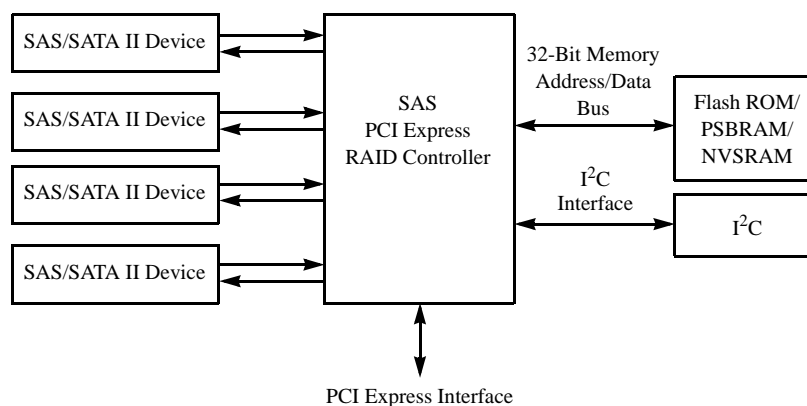 SAS/SATA II Device
SAS/SATA II Device
SAS/SATA II Device
SAS/SATA II Device
SAS
PCI Express
RAID Controller
32-Bit Memory
Address/Data
Bus
I²C
Interface
Flash ROM/
PSBRAM/
NVSRAM
I²C
PCI Express Interface